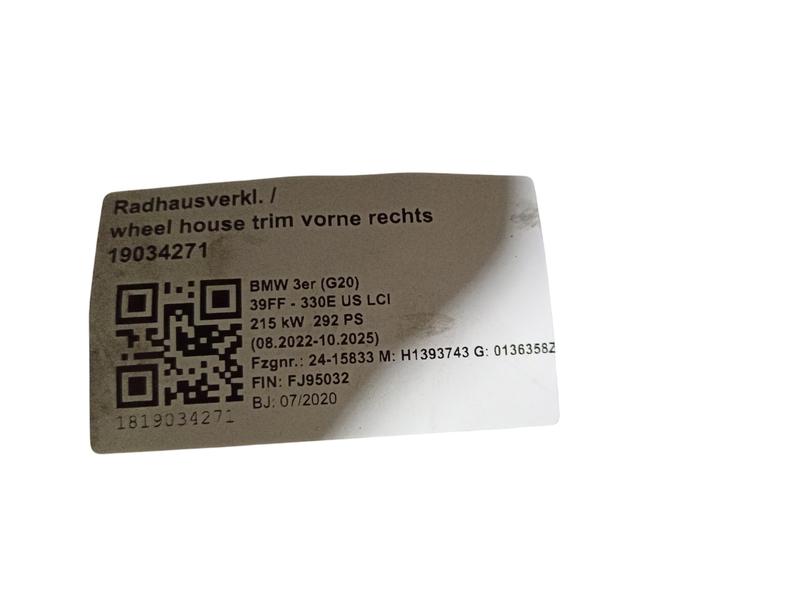 Radhausverkl. /
wheel house trim vorne rechts
19034271
BMW 3er (G20)
39FF - 330E US LCI
215 kW 292 PS
(08.2022-10.2025)
Fzgnr.: 24-15833 M: H1393743 G: 0136358Z
FIN: FJ95032
BJ: 07/2020
1819034271